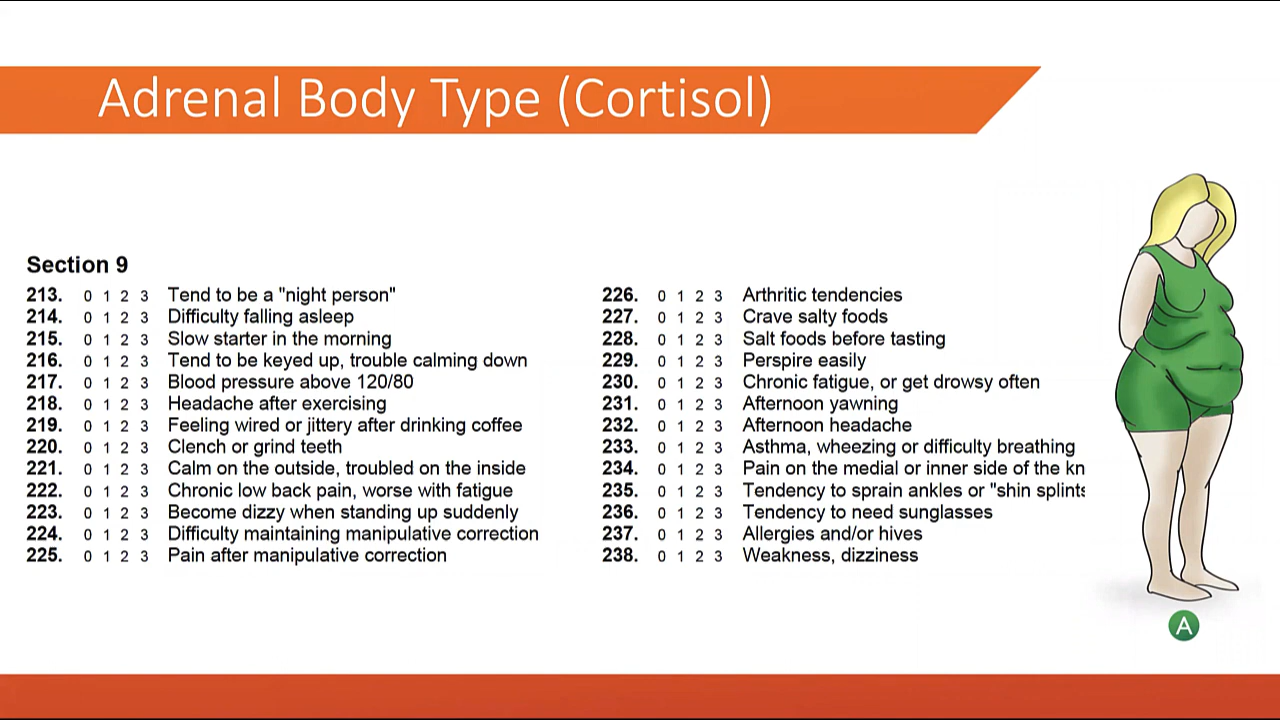 Adrenal Body Type (Cortisol)
Section 9
213. 0 1 2 3 Tend to be a "night person"
214. 0 1 2 3 Difficulty falling asleep
215. 0 1 2 3 Slow starter in the morning
216. 0 1 2 3 Tend to be keyed up, trouble calming down
217. 0 1 2 3 Blood pressure above 120/80
218. 0 1 2 3 Headache after exercising
219. 0 1 2 3 Feeling wired or jittery after drinking coffee
220. 0 1 2 3 Clench or grind teeth
221. 0 1 2 3 Calm on the outside, troubled on the inside
222. 0 1 2 3 Chronic low back pain, worse with fatigue
223. 0 1 2 3 Become dizzy when standing up suddenly
224. 0 1 2 3 Difficulty maintaining manipulative correction
225. 0 1 2 3 Pain after manipulative correction
226. 0 1 2 3 Arthritic tendencies
227. 0 1 2 3 Crave salty foods
228. 0 1 2 3 Salt foods before tasting
229. 0 1 2 3 Perspire easily
230. 0 1 2 3 Chronic fatigue, or get drowsy often
231. 0 1 2 3 Afternoon yawning
232. 0 1 2 3 Afternoon headache
233. 0 1 2 3 Asthma, wheezing or difficulty breathing
234. 0 1 2 3 Pain on the medial or inner side of the kn
235. 0 1 2 3 Tendency to sprain ankles or "shin splints
236. 0 1 2 3 Tendency to need sunglasses
237. 0 1 2 3 Allergies and/or hives
238. 0 1 2 3 Weakness, dizziness
A